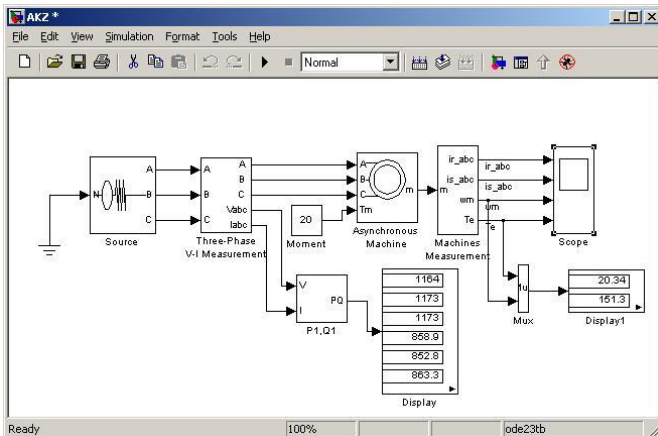 AKZ *
File Edit View Simulation Format Tools Help
Normal
A
B
C
N
Source
A
B
C
A
B
C
Vabc
Iabc
Three-Phase
V-I Measurement
20
Moment
A
B
C
Tm
m
Asynchronous
Machine
m
ir_abc
is_abc
wm
Te
Machines
Measurement
ir_abc
is_abc
wm
Te
Scope
V
I
PQ
P1,Q1
1164
1173
1173
858.9
852.8
863.3
Display
Mux
20.34
151.3
Display1
Ready 100% ode23tb